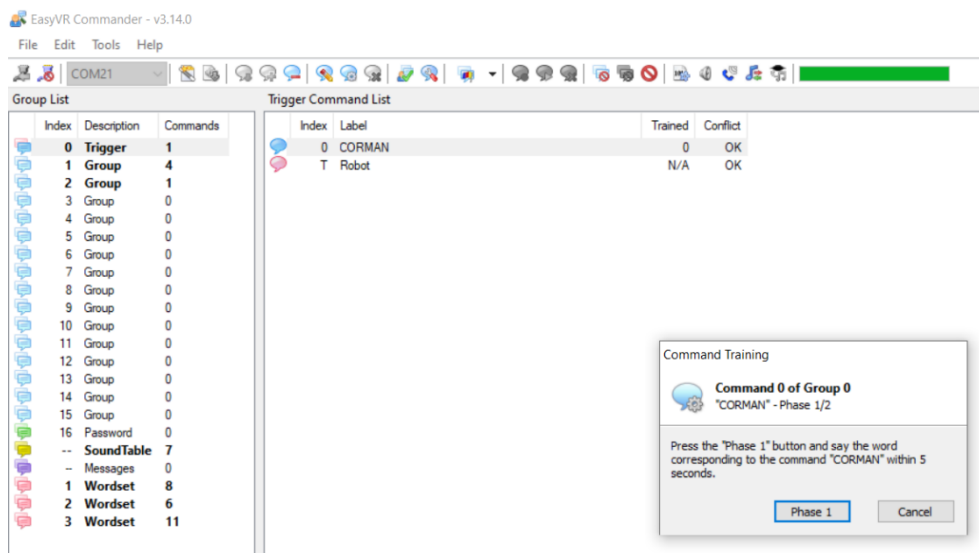 EasyVR Commander - v3.14.0
File Edit Tools Help
COM21
Group List
Index Description Commands
0 Trigger 1
1 Group 4
2 Group 1
3 Group 0
4 Group 0
5 Group 0
6 Group 0
7 Group 0
8 Group 0
9 Group 0
10 Group 0
11 Group 0
12 Group 0
13 Group 0
14 Group 0
15 Group 0
16 Password 0
-- SoundTable 7
-- Messages 0
1 Wordset 8
2 Wordset 6
3 Wordset 11
Trigger Command List
Index Label Trained Conflict
0 CORMAN 0 OK
T Robot N/A OK
Command Training
Command 0 of Group 0
"CORMAN" - Phase 1/2
Press the "Phase 1" button and say the word
corresponding to the command "CORMAN" within 5
seconds.
Phase 1 Cancel